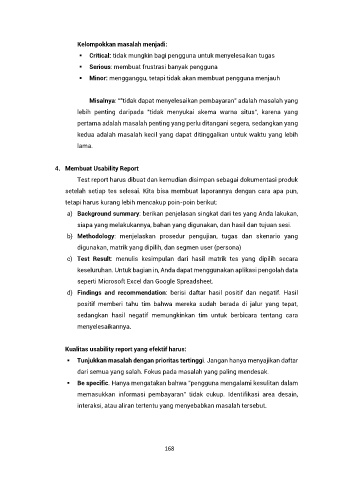 Kelompokkan masalah menjadi:
▪ Critical: tidak mungkin bagi pengguna untuk menyelesaikan tugas
▪ Serious: membuat frustrasi banyak pengguna.
▪ Minor: mengganggu, tetapi tidak akan membuat pengguna menjauh
Misalnya: ""tidak dapat menyelesaikan pembayaran" adalah masalah yang
lebih penting daripada "tidak menyukai skema warna situs", karena yang
pertama adalah masalah penting yang perlu ditangani segera, sedangkan yang
kedua adalah masalah kecil yang dapat ditinggalkan untuk waktu yang lebih
lama.
4. Membuat Usability Report
Test report harus dibuat dan kemudian disimpan sebagai dokumentasi produk
setelah setiap tes selesai. Kita bisa membuat laporannya dengan cara apa pun,
tetapi harus kurang lebih mencakup poin-poin berikut:
a) Background summary: berikan penjelasan singkat dari tes yang Anda lakukan,
siapa yang melakukannya, bahan yang digunakan, dan hasil dan tujuan sesi.
b) Methodology: menjelaskan prosedur pengujian, tugas dan skenario yang
digunakan, matrik yang dipilih, dan segmen user (persona)
c) Test Result: menulis kesimpulan dari hasil matrik tes yang dipilih secara
keseluruhan. Untuk bagian in, Anda dapat menggunakan aplikasi pengolah data
seperti Microsoft Excel dan Google Spreadsheet.
d) Findings and recommendation: berisi daftar hasil positif dan negatif. Hasil
positif memberi tahu tim bahwa mereka sudah berada di jalur yang tepat,
sedangkan hasil negatif memungkinkan tim untuk berbicara tentang cara
menyelesaikannya.
Kualitas usability report yang efektif harus:
▪ Tunjukkan masalah dengan prioritas tertinggi. Jangan hanya menyajikan daftar
dari semua yang salah. Fokus pada masalah yang paling mendesak.
▪ Be specific. Hanya mengatakan bahwa "pengguna mengalami kesulitan dalam
memasukkan informasi pembayaran" tidak cukup. Identifikasi area desain,
interaksi, atau aliran tertentu yang menyebabkan masalah tersebut.
168